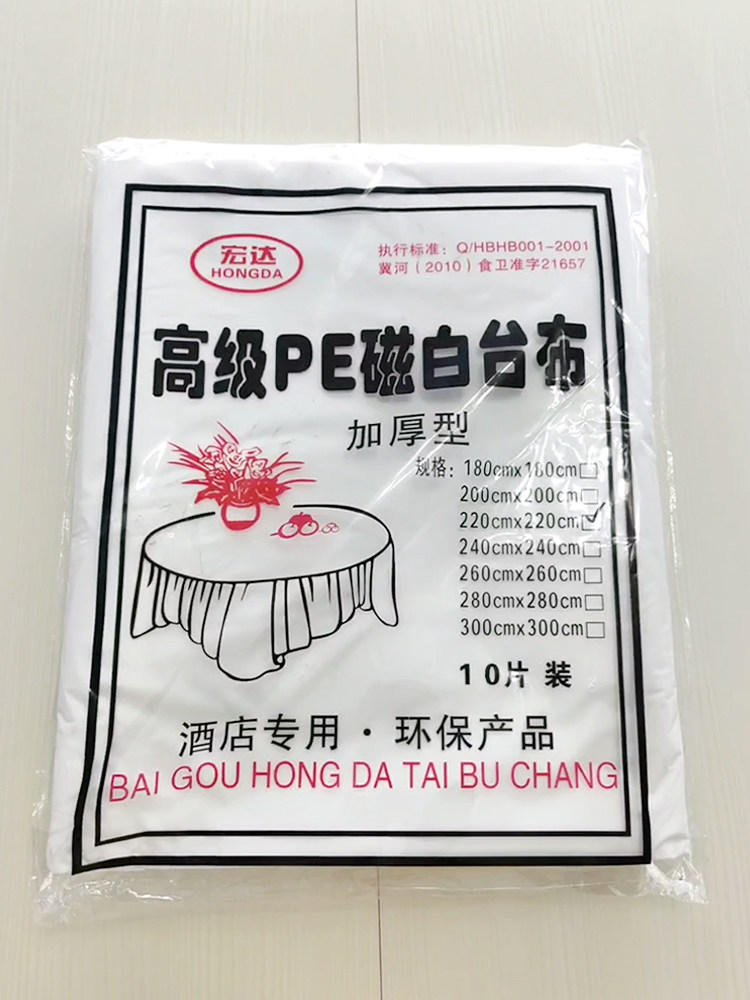 宏达
HONGDA
执行标准：Q/HBHB001-2001
冀河（2010）食卫准字21657
高级PE磁白台布
加厚型
规格：180cmx180cm□
200cmx200cm□
220cmx220cm☑
240cmx240cm□
260cmx260cm□
280cmx280cm□
300cmx300cm□
10片装
酒店专用·环保产品
BAI GOU HONG DA TAI BU CHANG